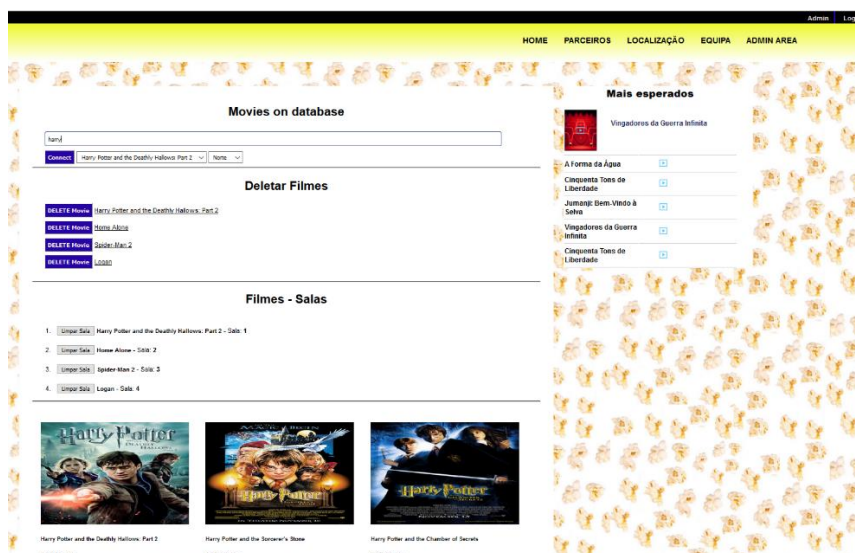 Admin Log
HOME PARCEIROS LOCALIZAÇÃO EQUIPA ADMIN AREA
Movies on database
harry
Connect Harry Potter and the Deathly Hallows: Part 2 None
Deletar Filmes
DELETE Movie Harry Potter and the Deathly Hallows: Part 2
DELETE Movie Home Alone
DELETE Movie Spider-Man 2
DELETE Movie Logan
Filmes - Salas
1. Limpar Sala Harry Potter and the Deathly Hallows: Part 2 - Sala: 1
2. Limpar Sala Home Alone - Sala: 2
3. Limpar Sala Spider-Man 2 - Sala: 3
4. Limpar Sala Logan - Sala: 4
Harry Potter
Harry Potter
Harry Potter
Harry Potter and the Deathly Hallows: Part 2
Harry Potter and the Sorcerer's Stone
Harry Potter and the Chamber of Secrets
Mais esperados
Vingadores da Guerra Infinita
A Forma da Água
Cinquenta Tons de
Liberdade
Jumanji: Bem-Vindo à
Selva
Vingadores da Guerra
Infinita
Cinquenta Tons de
Liberdade